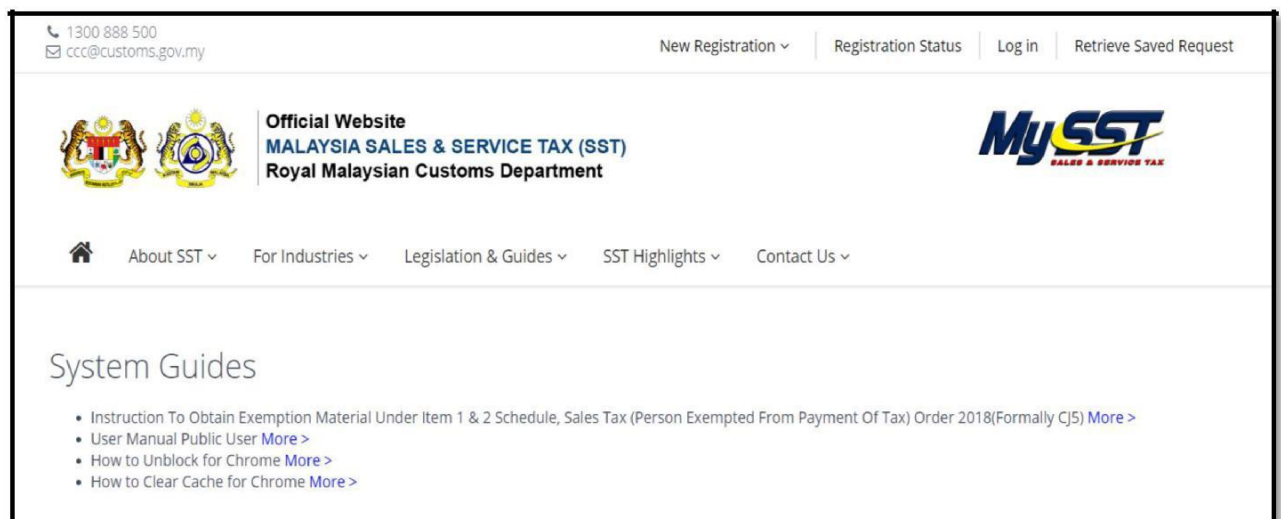 1300 888 500
ccc@customs.gov.my
New Registration
Registration Status
Log in
Retrieve Saved Request
Official Website
MALAYSIA SALES & SERVICE TAX (SST)
Royal Malaysian Customs Department
MySST
SALES & SERVICE TAX
About SST
For Industries
Legislation & Guides
SST Highlights
Contact Us
System Guides
• Instruction To Obtain Exemption Material Under Item 1 & 2 Schedule, Sales Tax (Person Exempted From Payment Of Tax) Order 2018(Formally CJ5) More >
• User Manual Public User More >
• How to Unblock for Chrome More >
• How to Clear Cache for Chrome More >